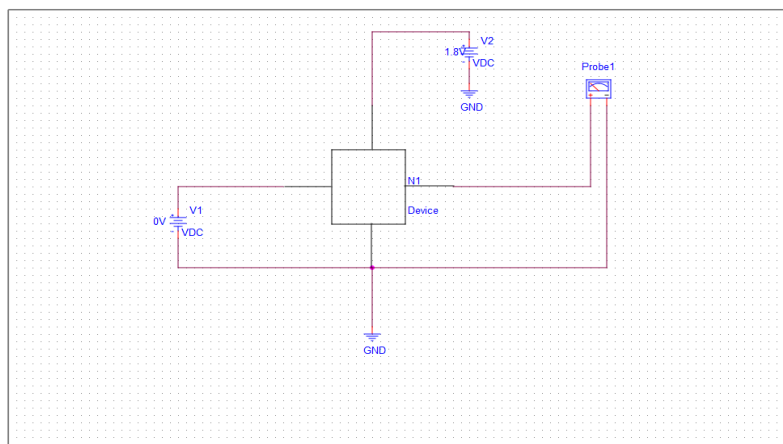 V2
1.8V
VDC
GND
Probe1
N1
Device
V1
0V
VDC
GND